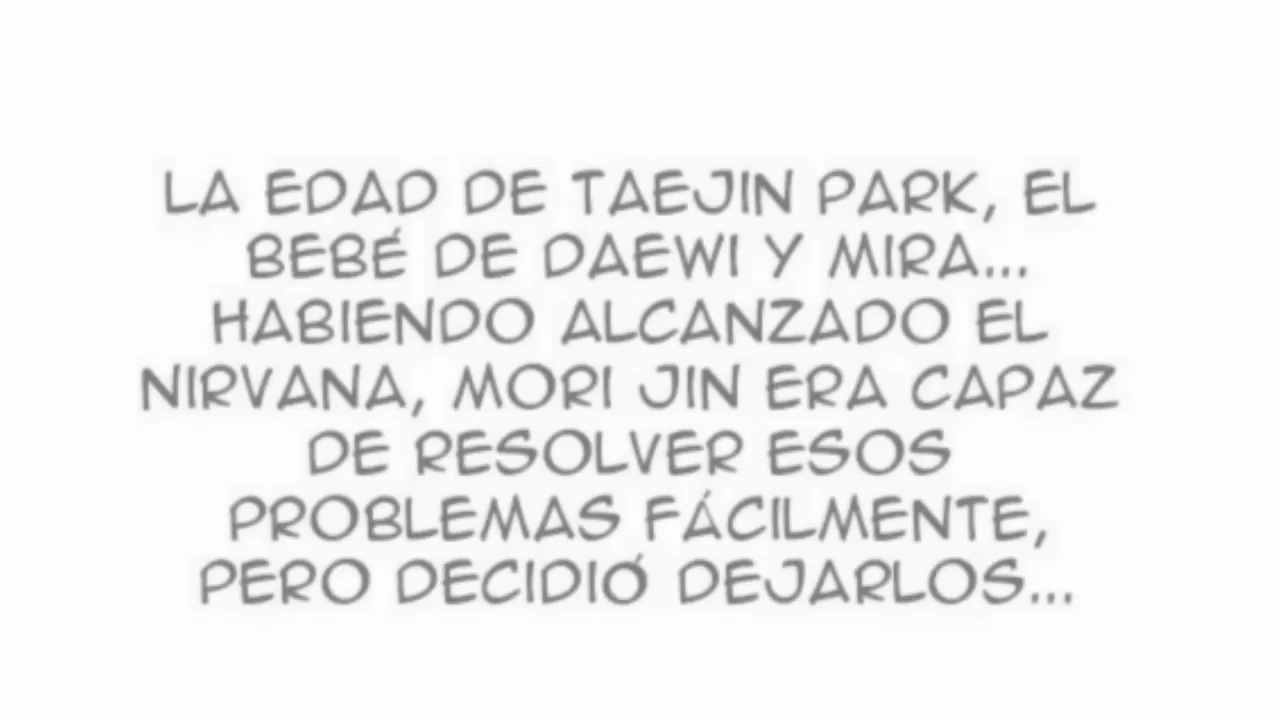 LA EDAD DE TAEJIN PARK, EL
BEBÉ DE DAEWI Y MIRA...
HABIENDO ALCANZADO EL
NIRVANA, MORI JIN ERA CAPAZ
DE RESOLVER ESOS
PROBLEMAS FÁCILMENTE,
PERO DECIDIÓ DEJARLOS...